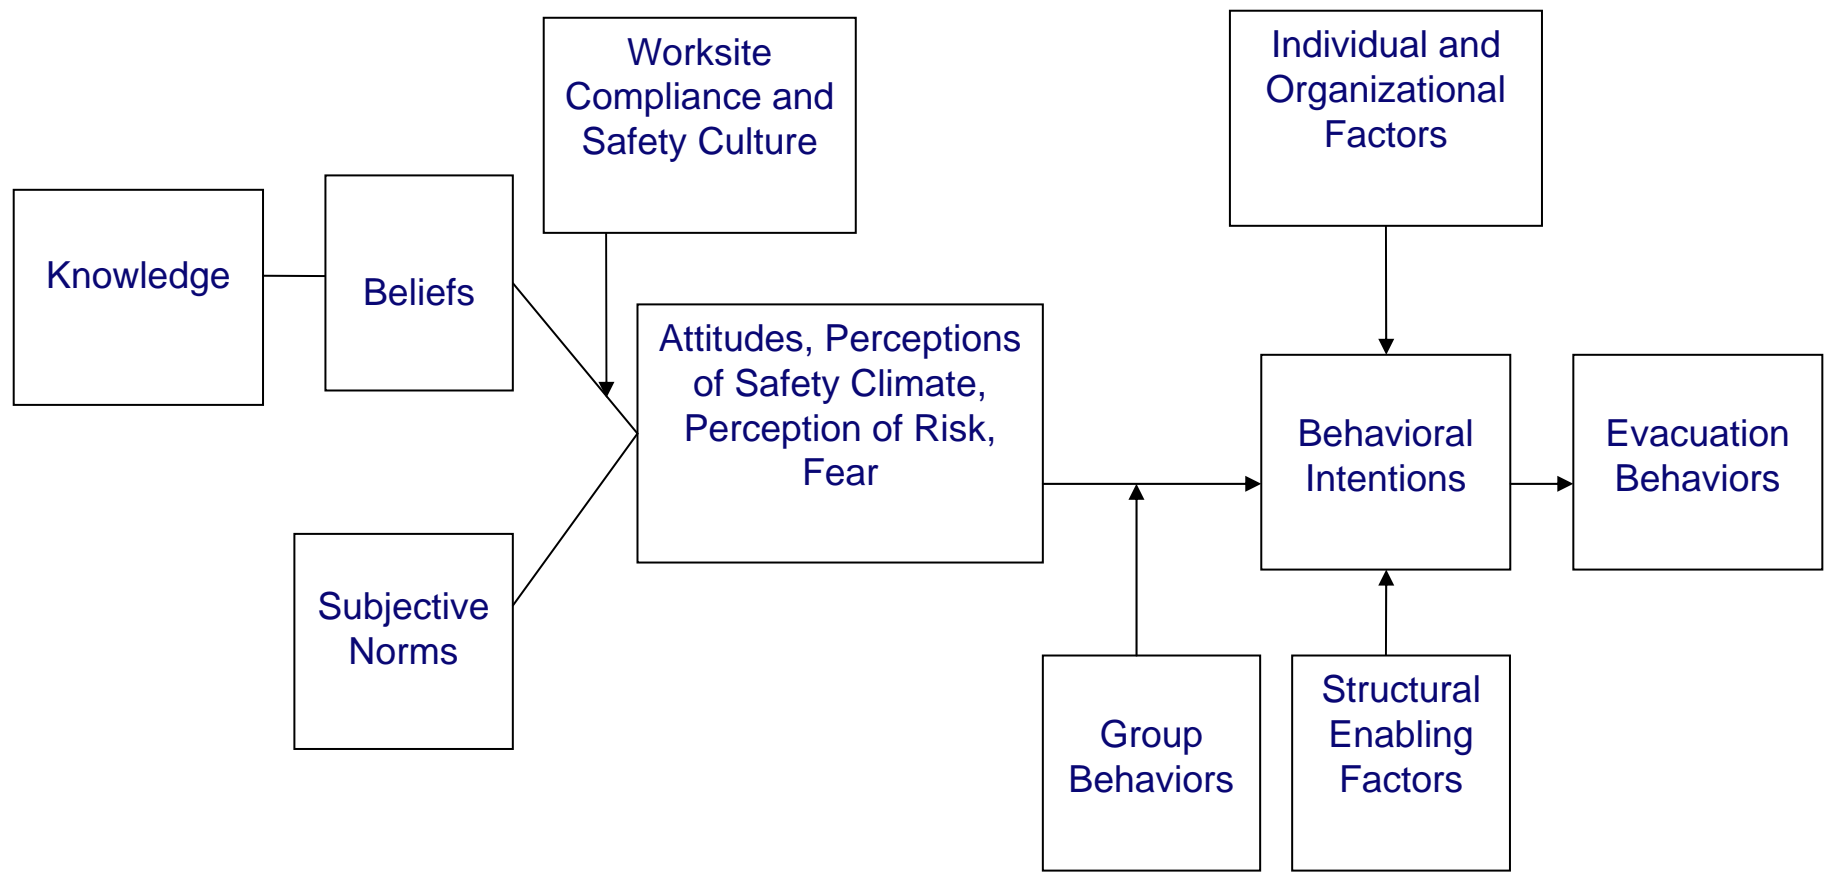 Worksite
Compliance and
Safety Culture
Individual and
Organizational
Factors
Knowledge
Beliefs
Attitudes, Perceptions
of Safety Climate,
Perception of Risk,
Fear
Behavioral
Intentions
Evacuation
Behaviors
Subjective
Norms
Group
Behaviors
Structural
Enabling
Factors